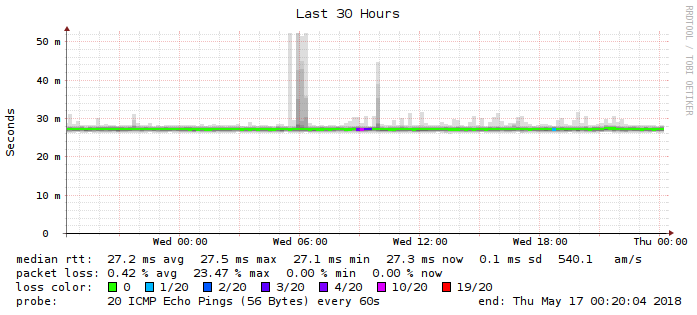 Last 30 Hours
RRDTOOL / TOBI OETIKER
Seconds
50 m
40 m
30 m
20 m
10 m
0
Wed 00:00 Wed 06:00 Wed 12:00 Wed 18:00 Thu 00:00
median rtt: 27.2 ms avg 27.5 ms max 27.1 ms min 27.3 ms now 0.1 ms sd 540.1 am/s
packet loss: 0.42 % avg 23.47 % max 0.00 % min 0.00 % now
loss color: 0 1/20 2/20 3/20 4/20 10/20 19/20
probe: 20 ICMP Echo Pings (56 Bytes) every 60s end: Thu May 17 00:20:04 2018